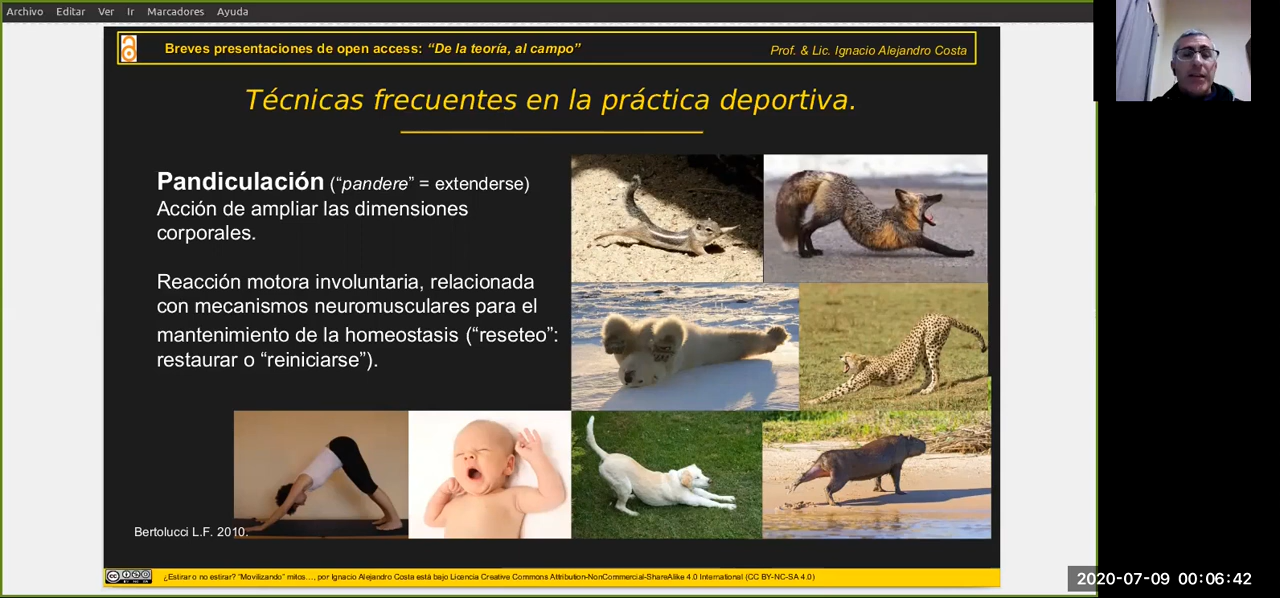 Archivo Editar Ver Ir Marcadores Ayuda
Breves presentaciones de open access: “De la teoría, al campo” Prof. & Lic. Ignacio Alejandro Costa
Técnicas frecuentes en la práctica deportiva.
Pandiculación (“pandere” = extenderse)
Acción de ampliar las dimensiones
corporales.
Reacción motora involuntaria, relacionada
con mecanismos neuromusculares para el
mantenimiento de la homeostasis (“reseteo”:
restaurar o “reiniciarse”).
Bertolucci L.F. 2010.
¿Estirar o no estirar? “Movilizando” mitos…, por Ignacio Alejandro Costa está bajo Licencia Creative Commons Attribution-NonCommercial-ShareAlike 4.0 International (CC BY-NC-SA 4.0)
2020-07-09 00:06:42